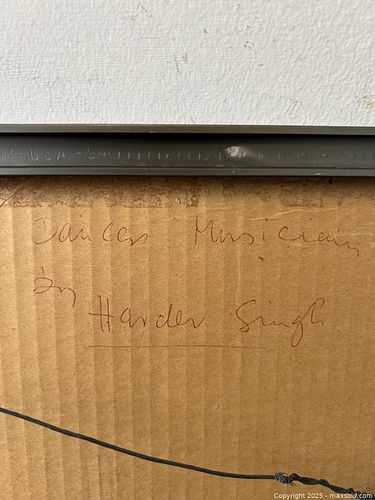 Dancers Musicians
by
Harder Singh
Copyright 2025 - maxsold.com